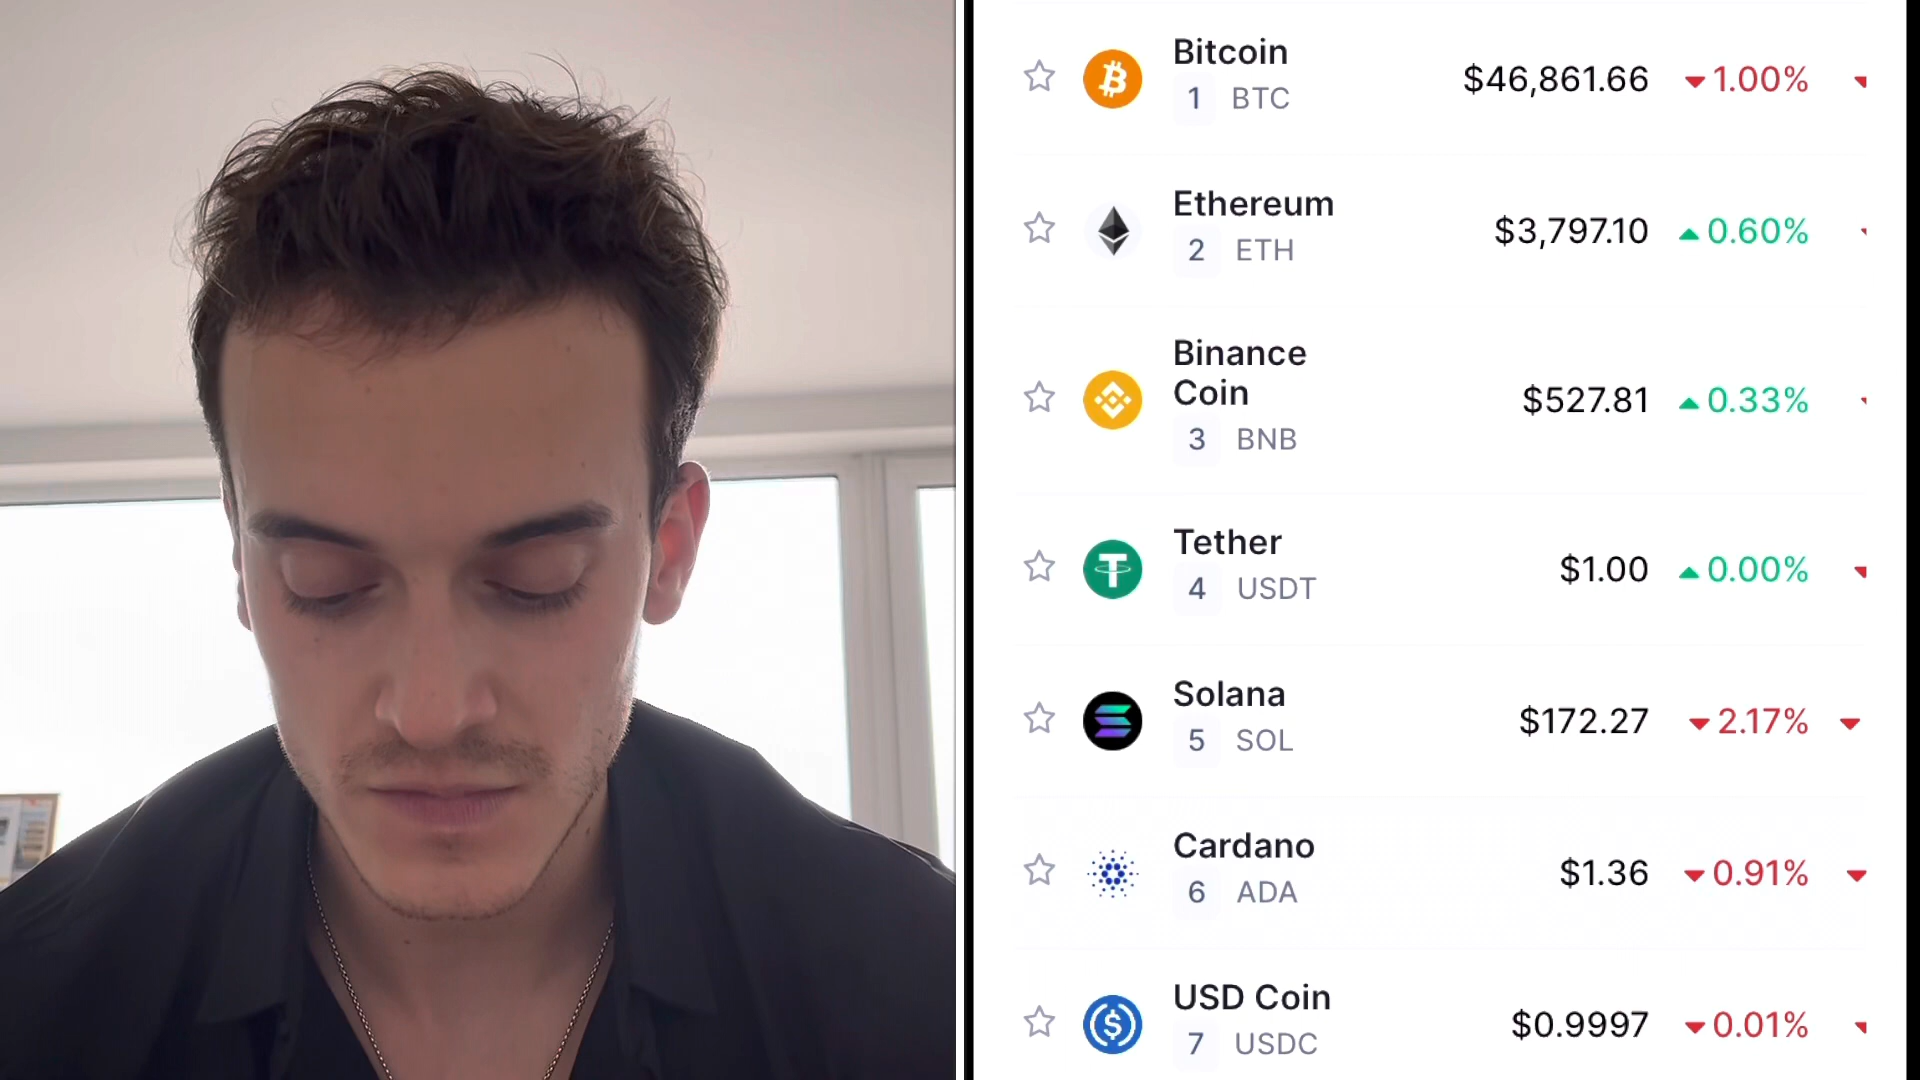 Bitcoin
1 BTC
$46,861.66
1.00%
Ethereum
2 ETH
$3,797.10
0.60%
Binance
Coin
3 BNB
$527.81
0.33%
Tether
4 USDT
$1.00
0.00%
Solana
5 SOL
$172.27
2.17%
Cardano
6 ADA
$1.36
0.91%
USD Coin
7 USDC
$0.9997
0.01%